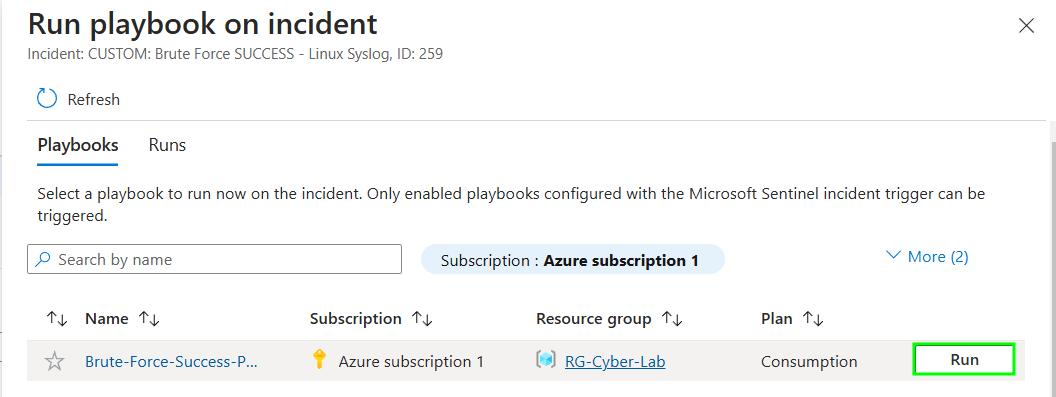 Run playbook on incident
Incident: CUSTOM: Brute Force SUCCESS - Linux Syslog, ID: 259
Refresh
Playbooks Runs
Select a playbook to run now on the incident. Only enabled playbooks configured with the Microsoft Sentinel incident trigger can be
triggered.
Search by name Subscription : Azure subscription 1 More (2)
Name Subscription Resource group Plan
Brute-Force-Success-P... Azure subscription 1 RG-Cyber-Lab Consumption Run